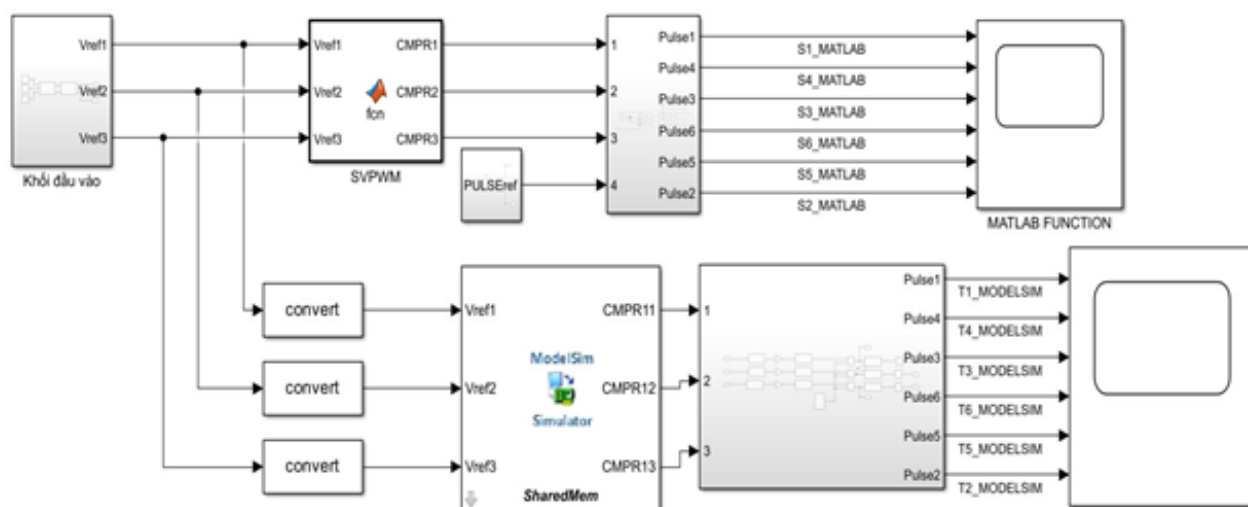 Vref1
Vref2
Vref3
Khối đầu vào
Vref1
Vref2
Vref3
fcn
CMPR1
CMPR2
CMPR3
SVPWM
PULSEref
1
2
3
4
Pulse1
Pulse4
Pulse3
Pulse6
Pulse5
Pulse2
S1_MATLAB
S4_MATLAB
S3_MATLAB
S6_MATLAB
S5_MATLAB
S2_MATLAB
MATLAB FUNCTION
convert
convert
convert
Vref1
Vref2
Vref3
ModelSim
Simulator
CMPR11
CMPR12
CMPR13
SharedMem
1
2
3
Pulse1
Pulse4
Pulse3
Pulse6
Pulse5
Pulse2
T1_MODELSIM
T4_MODELSIM
T3_MODELSIM
T6_MODELSIM
T5_MODELSIM
T2_MODELSIM